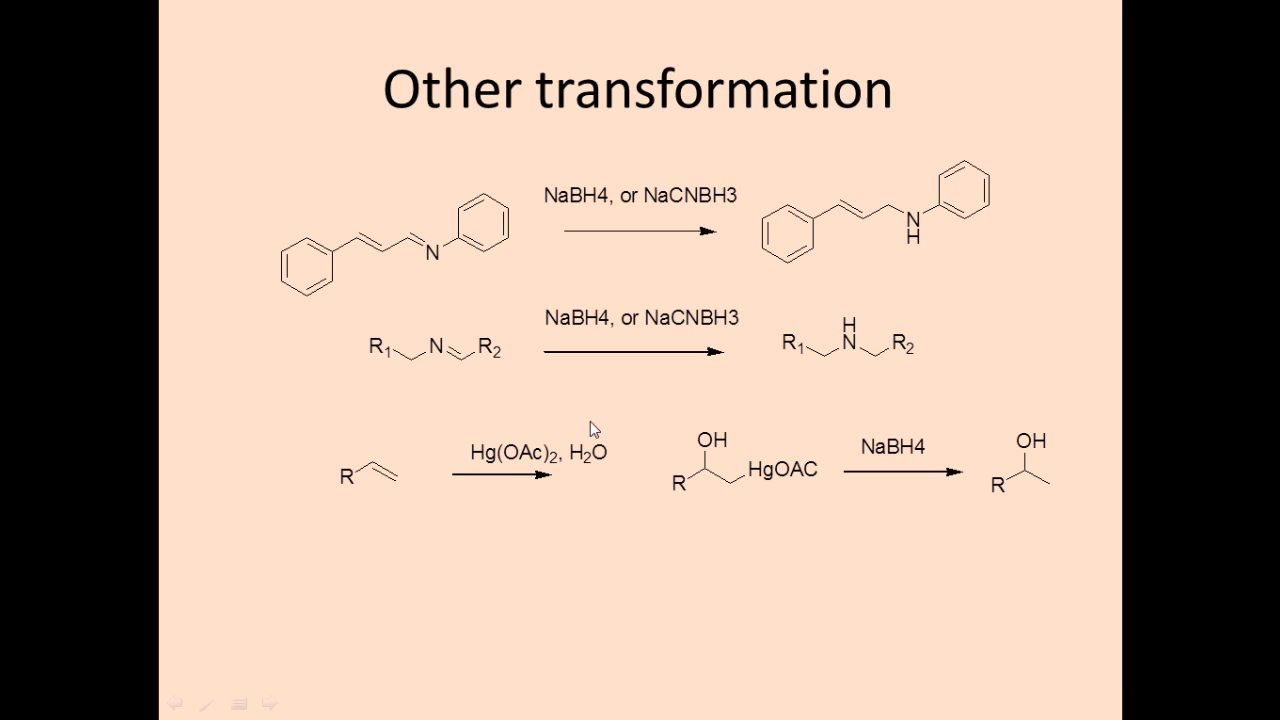 Other transformation
NaBH4, or NaCNBH3
N
N
H
NaBH4, or NaCNBH3
R1 N R2
H
R1 N R2
Hg(OAc)2, H2O
R
OH
R HgOAC
NaBH4
OH
R